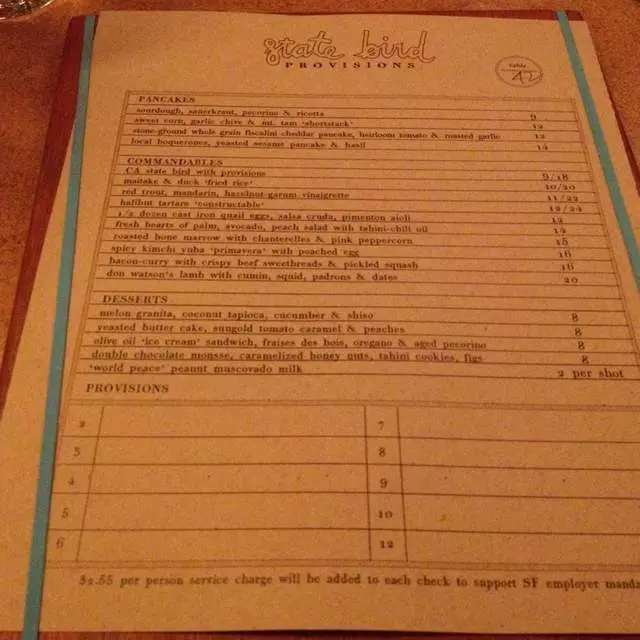 state bird
PROVISIONS
table
42
PANCAKES
sourdough, sauerkraut, pecorino & ricotta 9
sweet corn, garlic chive & mt. tam 'shortstack' 12
stone-ground whole grain fiscalini cheddar pancake, heirloom tomato & roasted garlic 12
local boquerones, yeasted sesame pancake & basil 14
COMMANDABLES
CA state bird with provisions 9/18
maitake & duck 'fried rice' 10/20
red trout, mandarin, hazelnut-garum vinaigrette 11/22
halibut tartare 'constructable' 12/24
1/2 dozen cast iron quail eggs, salsa cruda, pimenton aioli 12
fresh hearts of palm, avocado, peach salad with tahini-chili oil 14
roasted bone marrow with chanterelles & pink peppercorn 15
spicy kimchi yuba 'primavera' with poached egg 16
bacon-curry with crispy beef sweetbreads & pickled squash 16
don watson's lamb with cumin, squid, padrons & dates 20
DESSERTS
melon granita, coconut tapioca, cucumber & shiso 8
yeasted butter cake, sungold tomato caramel & peaches 8
olive oil 'ice cream' sandwich, fraises des bois, oregano & aged pecorino 8
double chocolate mousse, caramelized honey nuts, tahini cookies, figs 8
'world peace' peanut muscovado milk 2 per shot
PROVISIONS
2 7
3 8
4 9
5 10
6 12
per person service charge will be added to each check to support SF employer manda